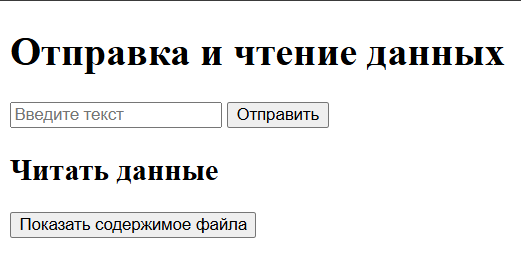 Отправка и чтение данных
Введите текст Отправить
Читать данные
Показать содержимое файла